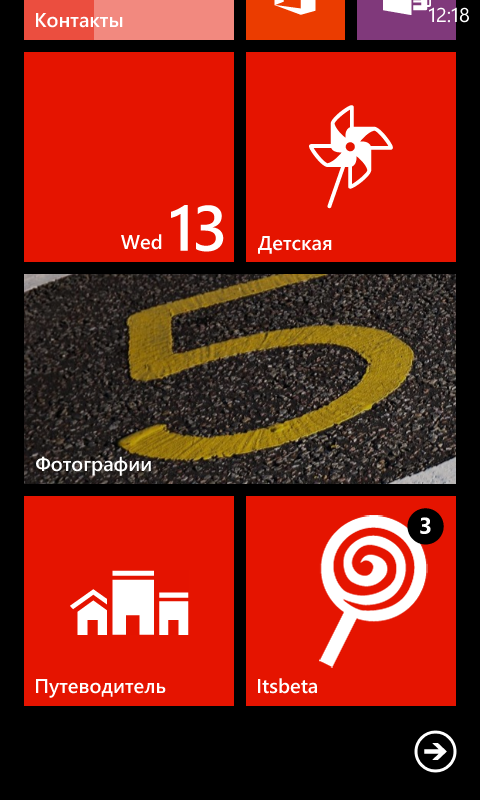 12:18
Контакты
Wed 13
Детская
5
Фотографии
3
Путеводитель
Itsbeta